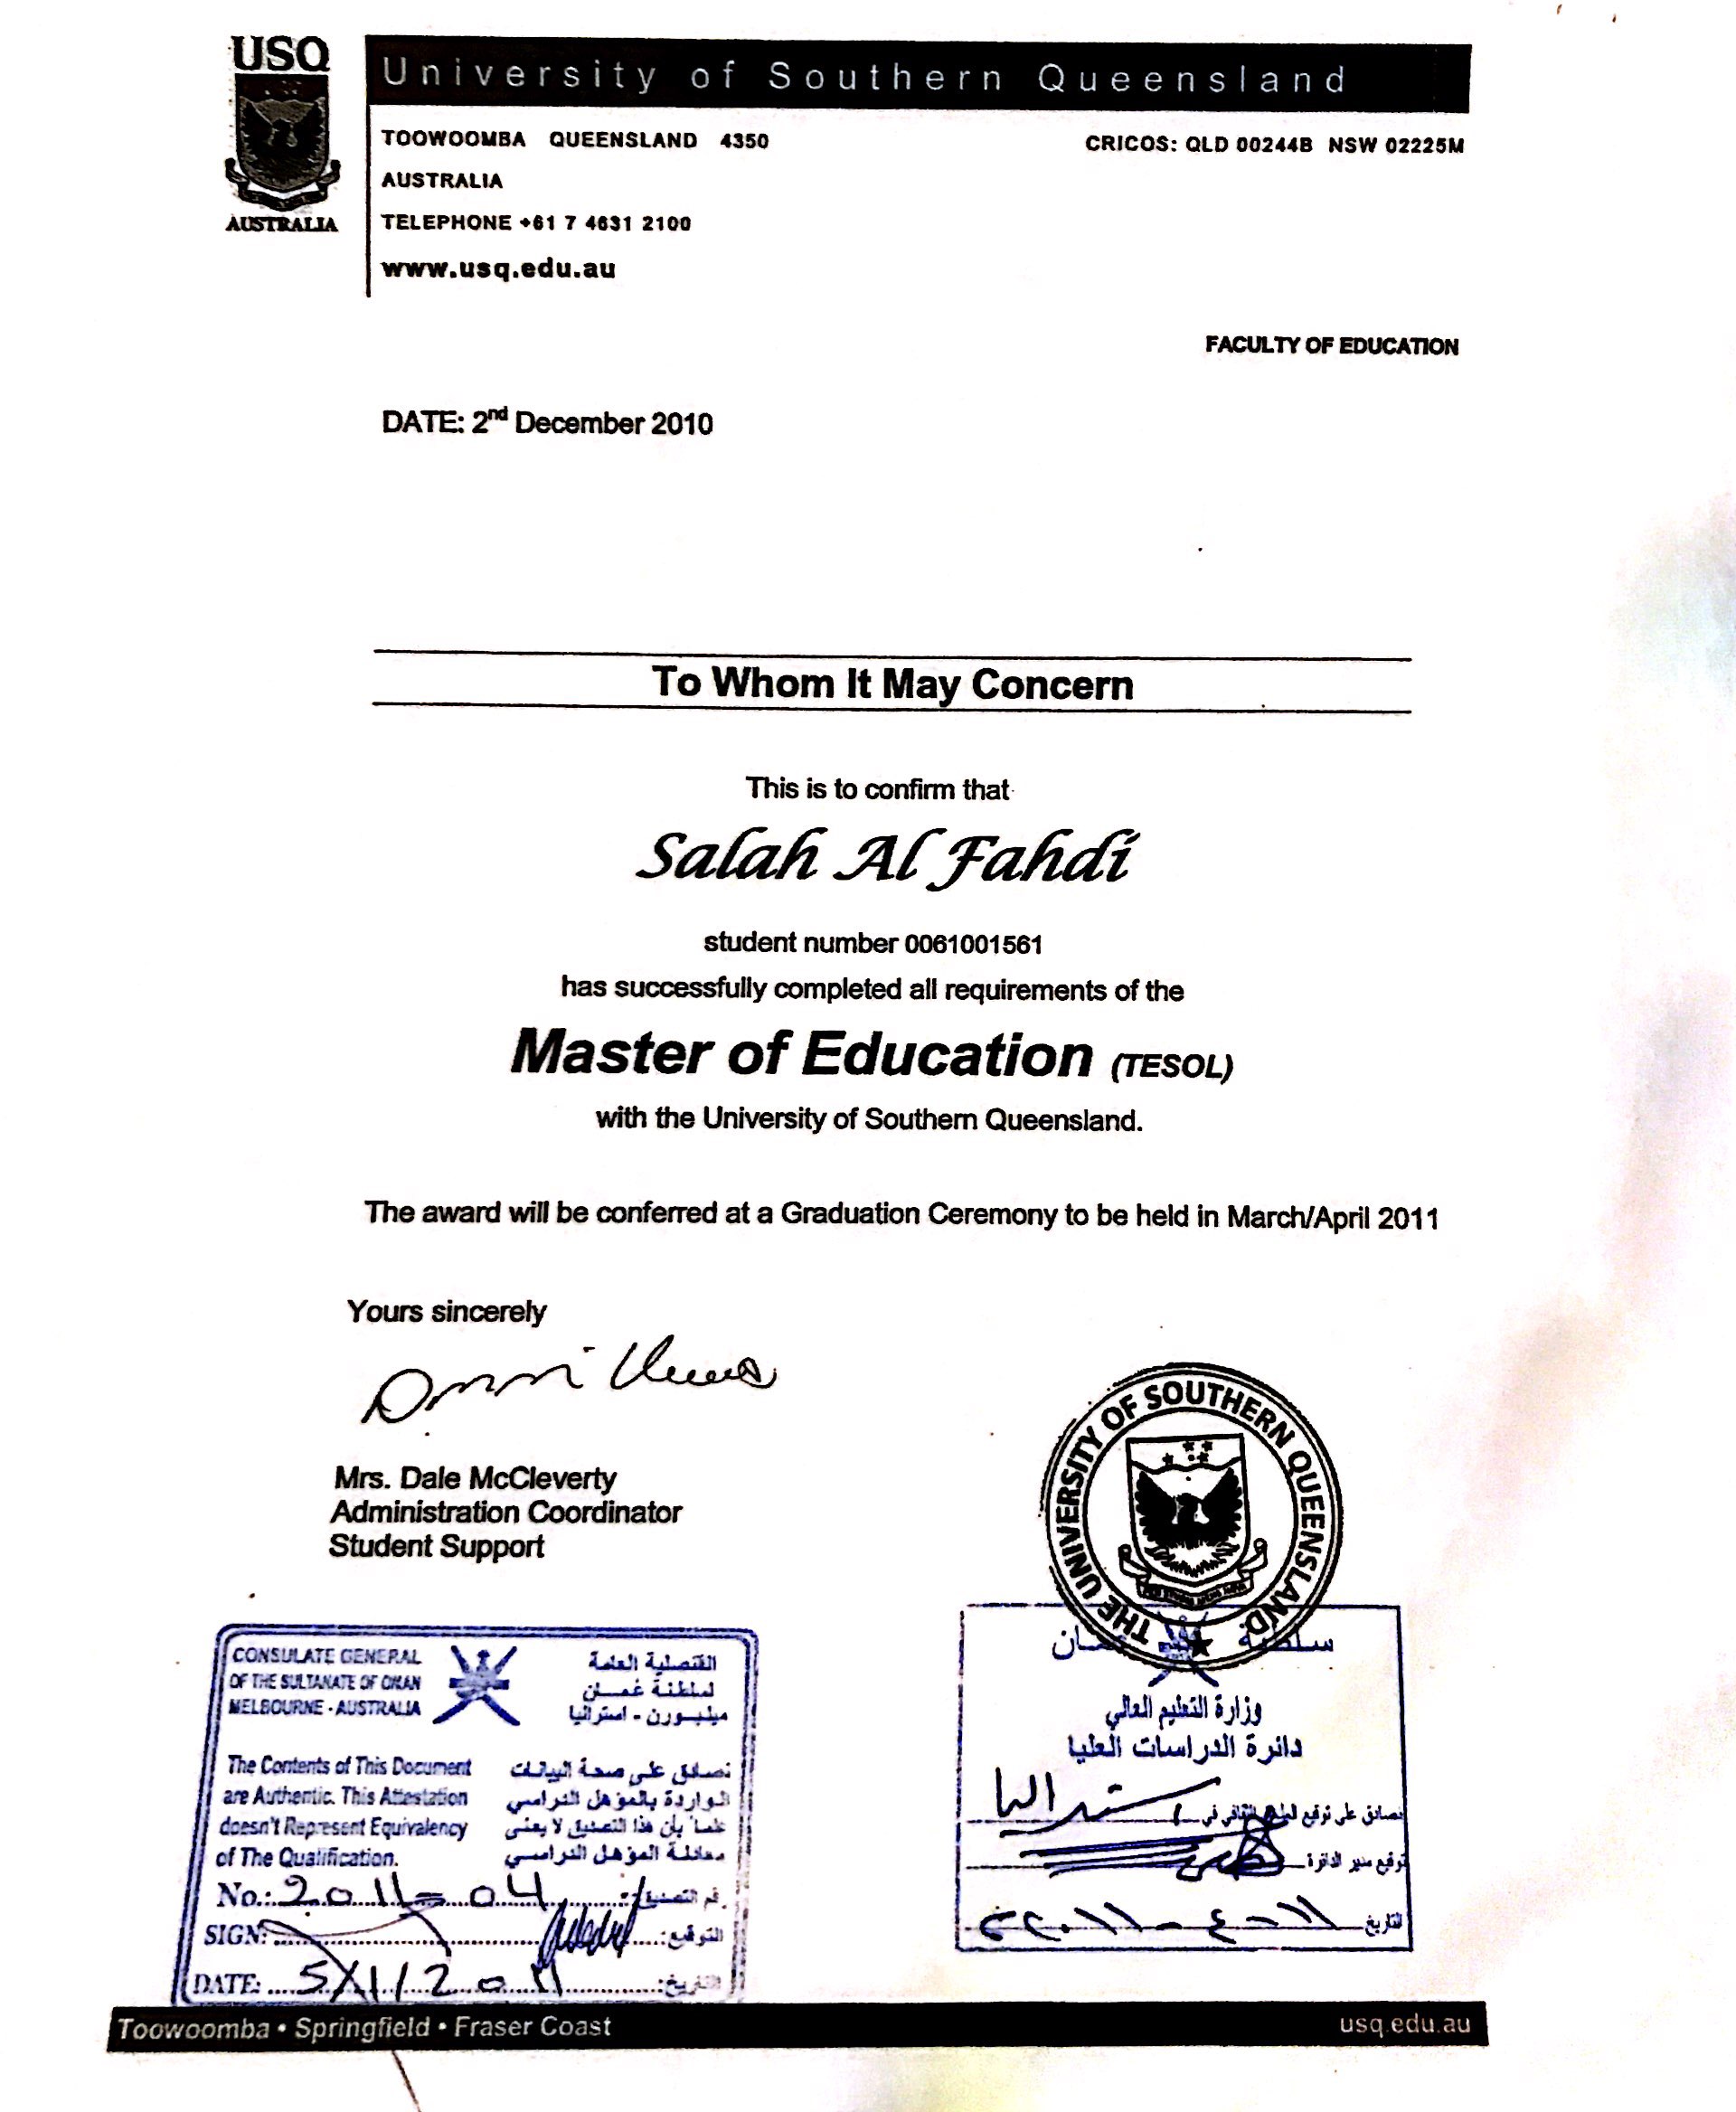 USQ
AUSTRALIA
University of Southern Queensland
TOOWOOMBA QUEENSLAND 4350
CRICOS: QLD 00244B NSW 02225M
AUSTRALIA
TELEPHONE +61 7 4631 2100
www.usq.edu.au
FACULTY OF EDUCATION
DATE: 2nd December 2010
To Whom It May Concern
This is to confirm that
Salah Al Fahdi
student number 0061001561
has successfully completed all requirements of the
Master of Education (TESOL)
with the University of Southern Queensland.
The award will be conferred at a Graduation Ceremony to be held in March/April 2011
Yours sincerely
Mrs. Dale McCleverty
Administration Coordinator
Student Support
THE UNIVERSITY OF SOUTHERN QUEENSLAND
CONSULATE GENERAL
OF THE SULTANATE OF OMAN
MELBOURNE - AUSTRALIA
القنصلية العامة
لسلطنة عمــان
ميلبــورن - استراليا
The Contents of This Document
are Authentic. This Attestation
doesn't Represent Equivalency
of The Qualification.
نصادق على صحة البيانات
الواردة بالمؤهل الدراسي
علما بأن هذا التصديق لا يعني
معادلة المؤهل الدراسي
No.: 2011 = 04 رقم التصديق:
SIGN: التوقيع:
DATE: 5/1/2011 التاريخ:
سلطنة عمــان
وزارة التعليم العالي
دائرة الدراسات العليا
نصادق على توقيع الملحق الثقافي في استراليا
توقيع مدير الدائرة
التاريخ
Toowoomba • Springfield • Fraser Coast
usq.edu.au